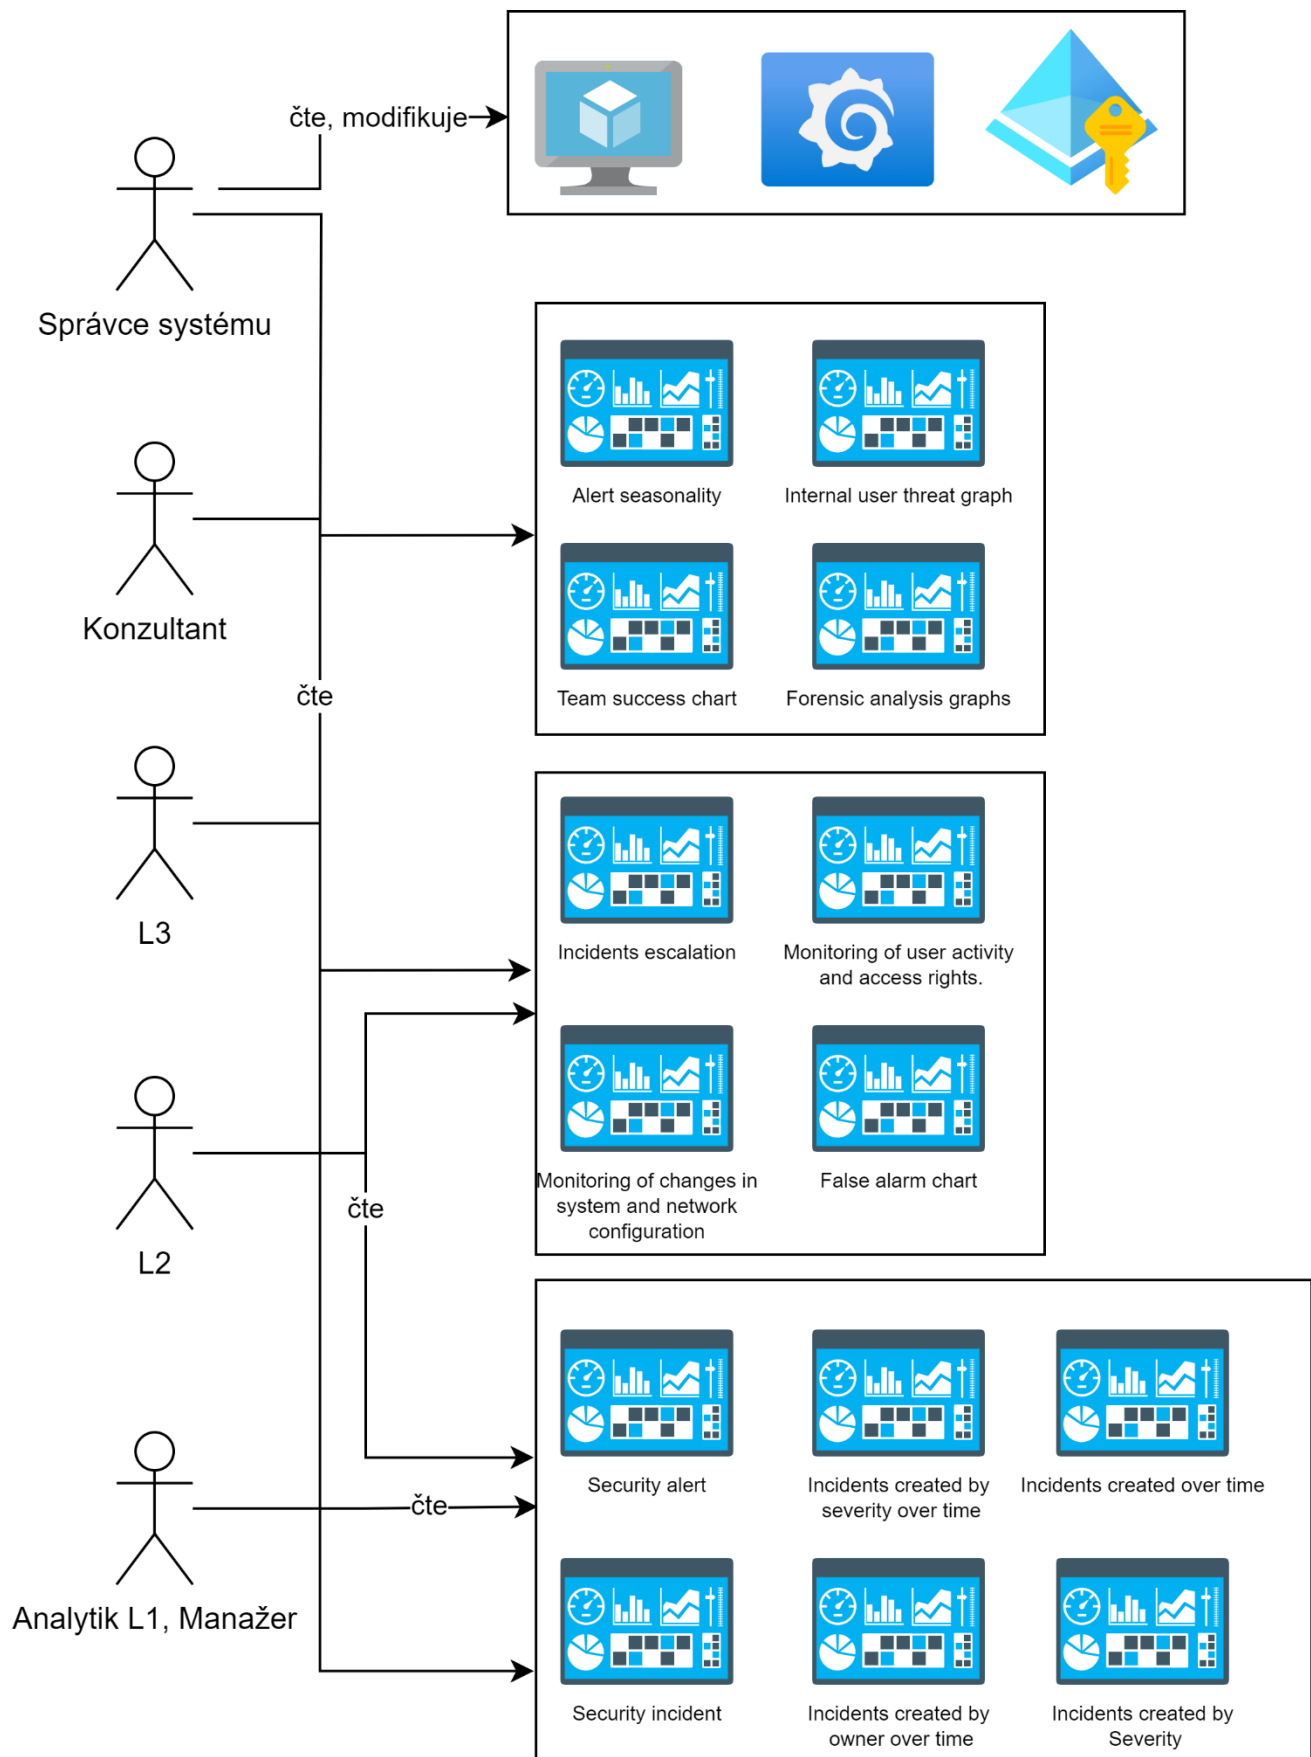 čte, modifikuje
Správce systému
Alert seasonality
Internal user threat graph
Konzultant
Team success chart
Forensic analysis graphs
čte
L3
Incidents escalation
Monitoring of user activity
and access rights.
L2
čte
Monitoring of changes in
system and network
configuration
False alarm chart
Security alert
Incidents created by
severity over time
Incidents created over time
čte
Analytik L1, Manažer
Security incident
Incidents created by
owner over time
Incidents created by
Severity